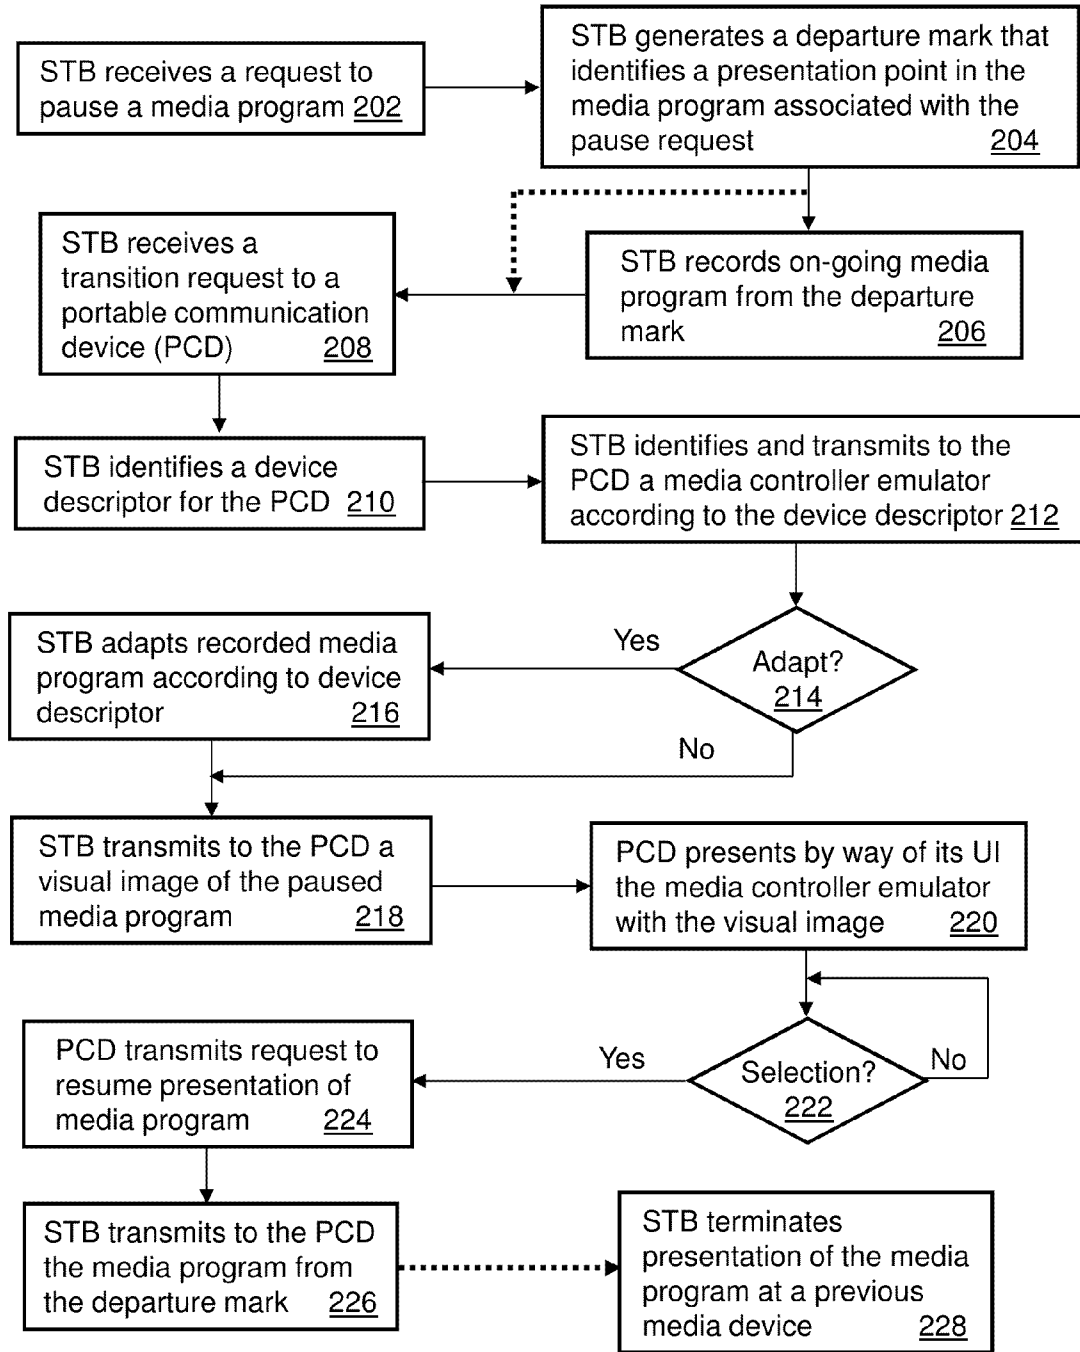 STB receives a request to
pause a media program 202
STB generates a departure mark that
identifies a presentation point in the
media program associated with the
pause request 204
STB receives a
transition request to a
portable communication
device (PCD) 208
STB records on-going media
program from the departure
mark 206
STB identifies a device
descriptor for the PCD 210
STB identifies and transmits to the
PCD a media controller emulator
according to the device descriptor 212
STB adapts recorded media
program according to device
descriptor 216
Yes
Adapt?
214
No
STB transmits to the PCD a
visual image of the paused
media program 218
PCD presents by way of its UI
the media controller emulator
with the visual image 220
PCD transmits request to
resume presentation of
media program 224
Yes
Selection?
222
No
STB transmits to the PCD
the media program from
the departure mark 226
STB terminates
presentation of the media
program at a previous
media device 228